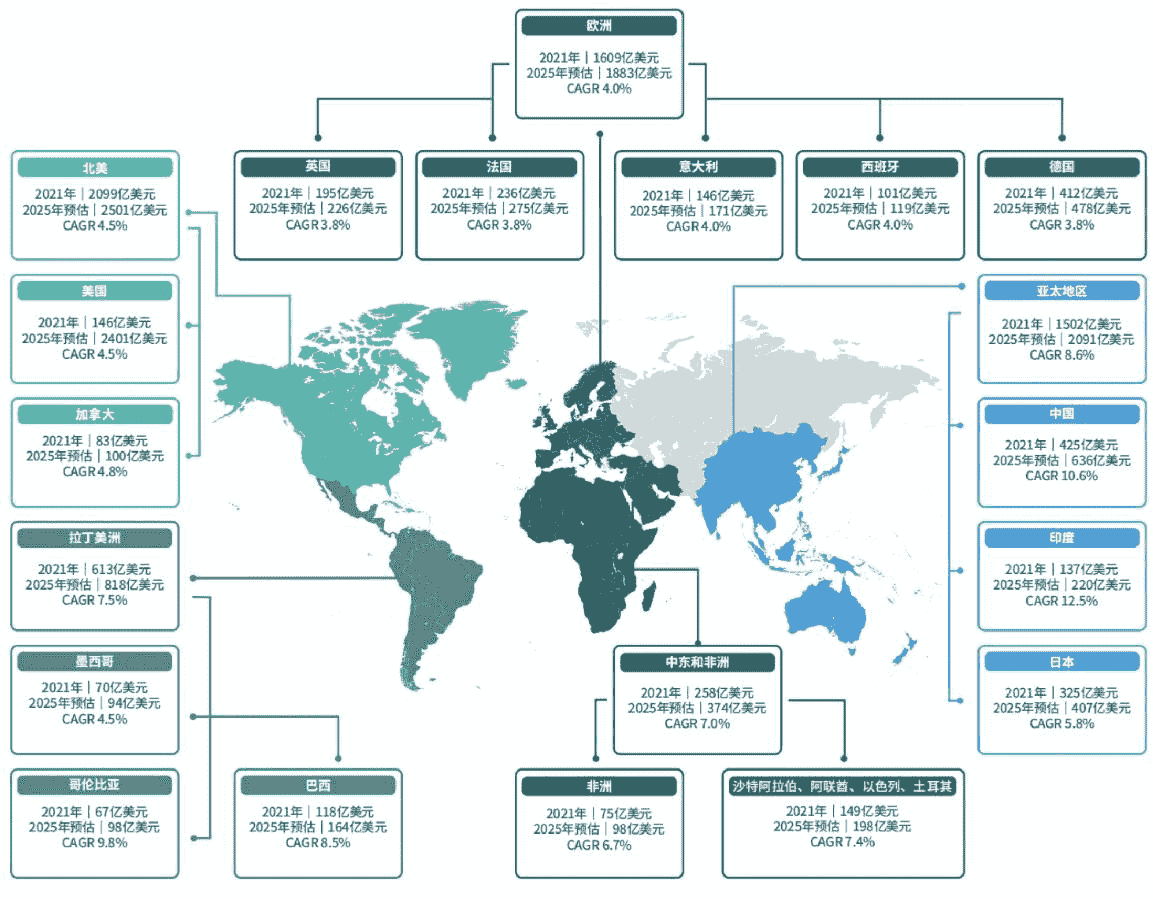 欧洲
2021年 | 1609亿美元
2025年预估 | 1883亿美元
CAGR 4.0%
北美
2021年 | 2099亿美元
2025年预估 | 2501亿美元
CAGR 4.5%
英国
2021年 | 195亿美元
2025年预估 | 226亿美元
CAGR 3.8%
法国
2021年 | 236亿美元
2025年预估 | 275亿美元
CAGR 3.8%
意大利
2021年 | 146亿美元
2025年预估 | 171亿美元
CAGR 4.0%
西班牙
2021年 | 101亿美元
2025年预估 | 119亿美元
CAGR 4.0%
德国
2021年 | 412亿美元
2025年预估 | 478亿美元
CAGR 3.8%
美国
2021年 | 146亿美元
2025年预估 | 2401亿美元
CAGR 4.5%
亚太地区
2021年 | 1502亿美元
2025年预估 | 2091亿美元
CAGR 8.6%
加拿大
2021年 | 83亿美元
2025年预估 | 100亿美元
CAGR 4.8%
中国
2021年 | 425亿美元
2025年预估 | 636亿美元
CAGR 10.6%
拉丁美洲
2021年 | 613亿美元
2025年预估 | 818亿美元
CAGR 7.5%
印度
2021年 | 137亿美元
2025年预估 | 220亿美元
CAGR 12.5%
墨西哥
2021年 | 70亿美元
2025年预估 | 94亿美元
CAGR 4.5%
中东和非洲
2021年 | 258亿美元
2025年预估 | 374亿美元
CAGR 7.0%
日本
2021年 | 325亿美元
2025年预估 | 407亿美元
CAGR 5.8%
哥伦比亚
2021年 | 67亿美元
2025年预估 | 98亿美元
CAGR 9.8%
巴西
2021年 | 118亿美元
2025年预估 | 164亿美元
CAGR 8.5%
非洲
2021年 | 75亿美元
2025年预估 | 98亿美元
CAGR 6.7%
沙特阿拉伯、阿联酋、以色列、土耳其
2021年 | 149亿美元
2025年预估 | 198亿美元
CAGR 7.4%